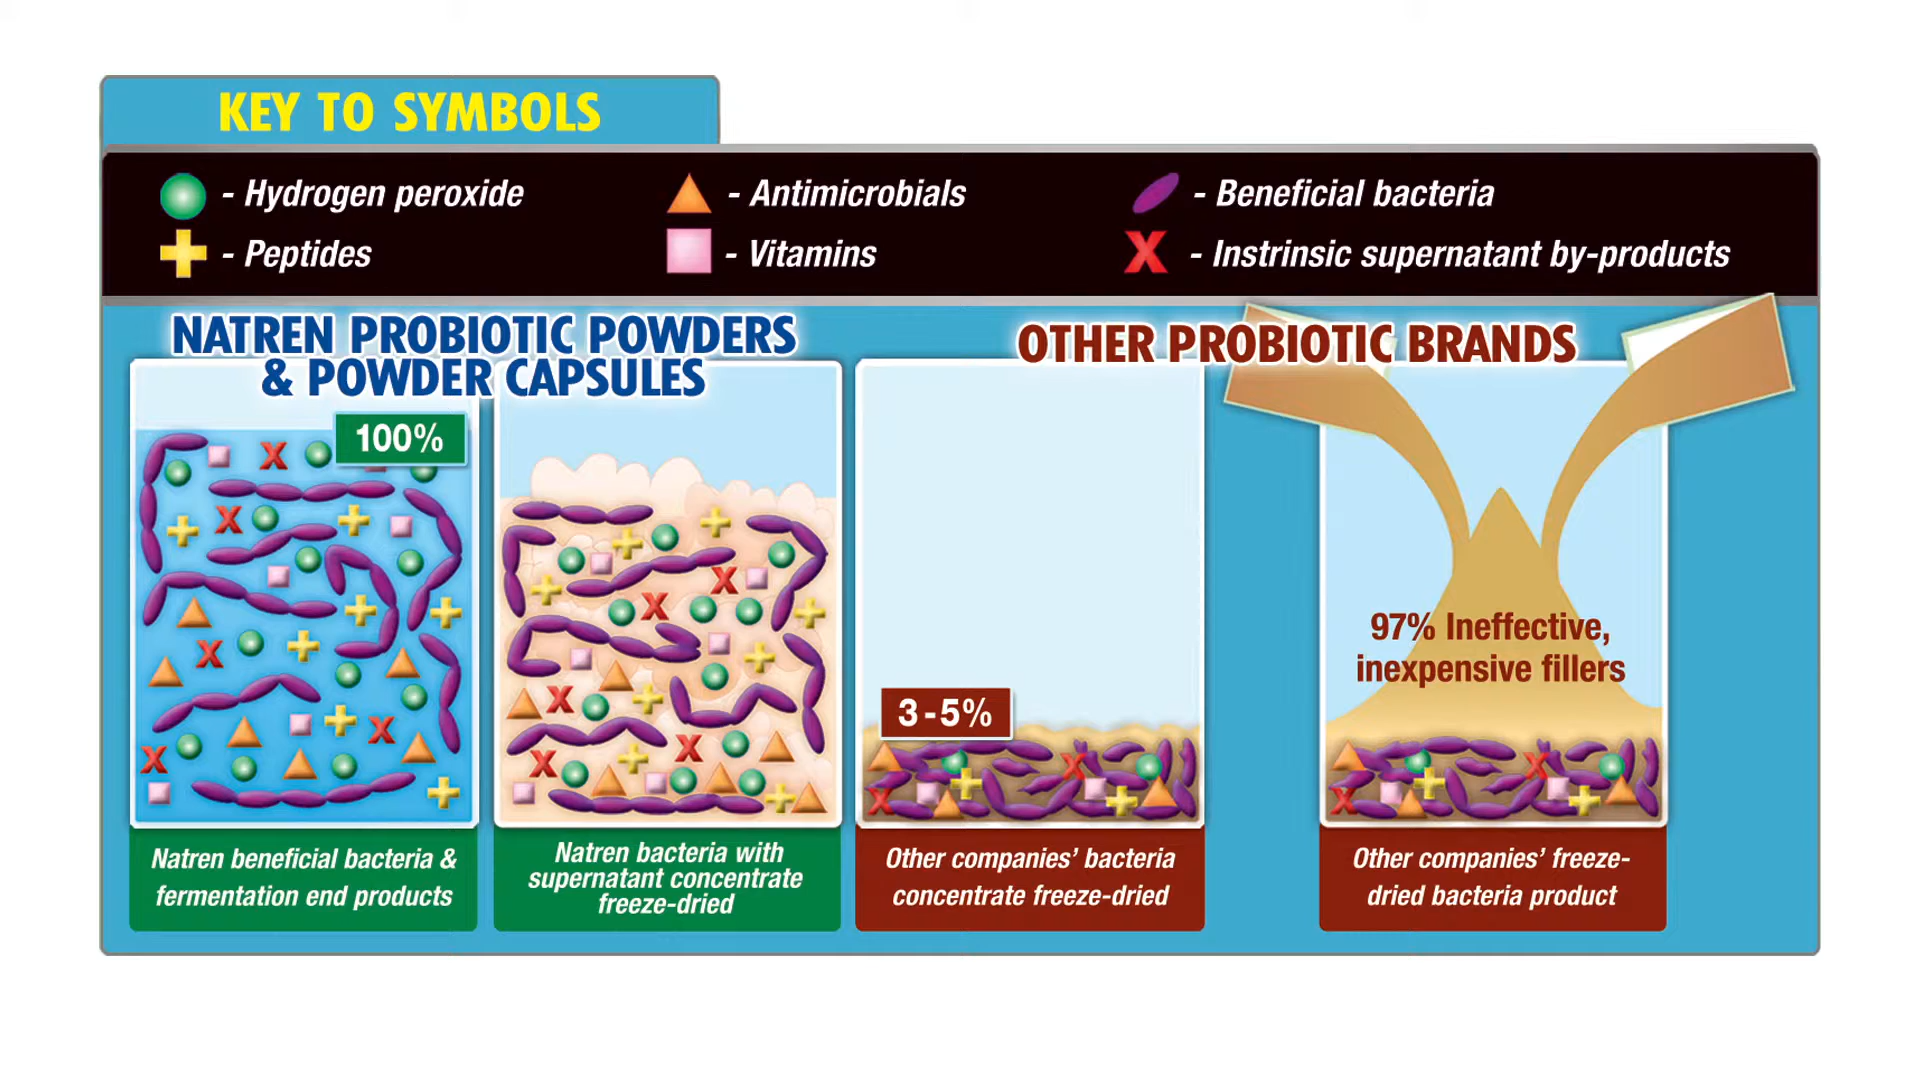 KEY TO SYMBOLS
- Hydrogen peroxide
- Antimicrobials
- Beneficial bacteria
- Peptides
- Vitamins
- Instrinsic supernatant by-products
NATREN PROBIOTIC POWDERS
& POWDER CAPSULES
OTHER PROBIOTIC BRANDS
100%
3-5%
97% Ineffective,
inexpensive fillers
Natren beneficial bacteria &
fermentation end products
Natren bacteria with
supernatant concentrate
freeze-dried
Other companies’ bacteria
concentrate freeze-dried
Other companies’ freeze-
dried bacteria product